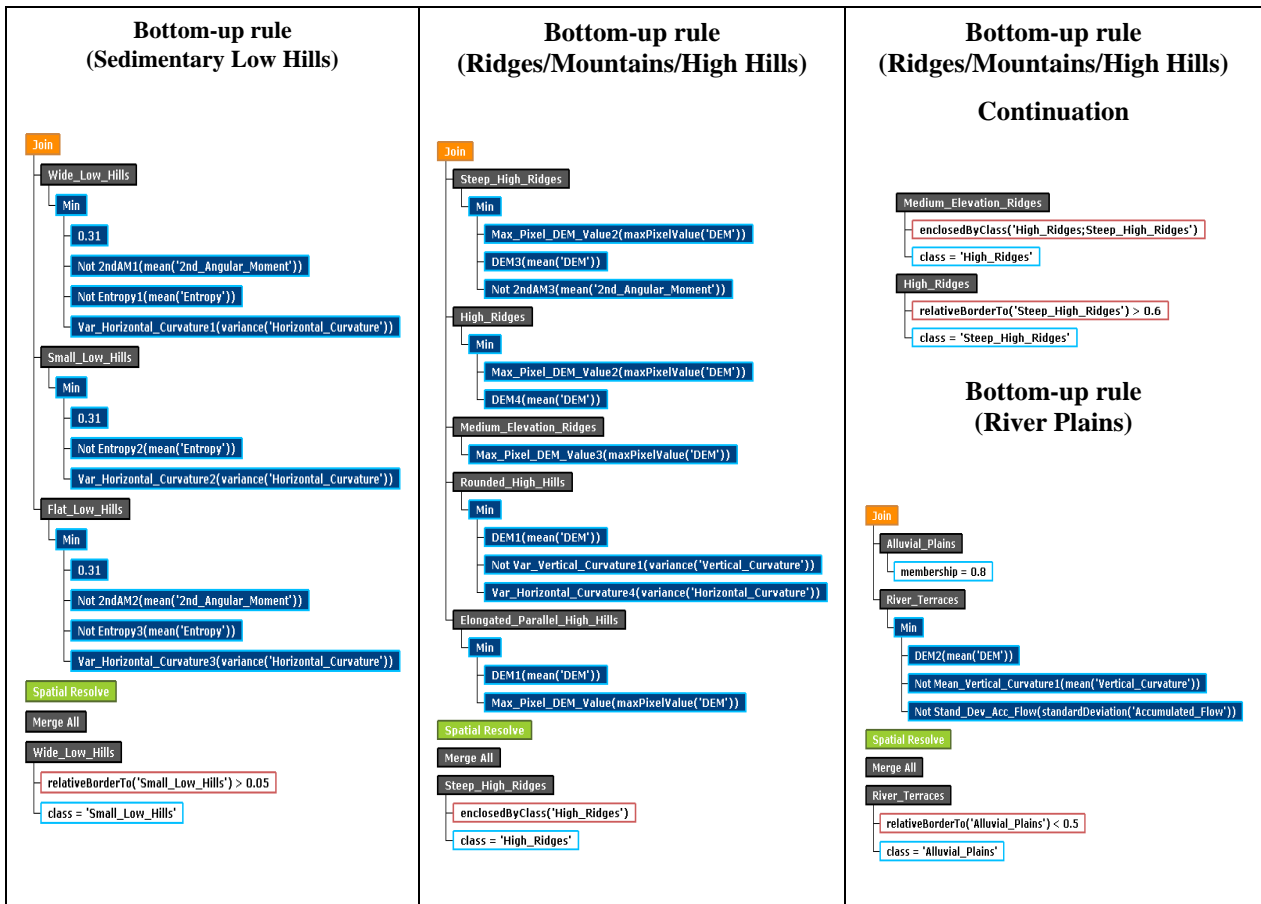 Bottom-up rule
(Sedimentary Low Hills)
Join
Wide_Low_Hills
Min
0.31
Not 2ndAM1(mean('2nd_Angular_Moment'))
Not Entropy1(mean('Entropy'))
Var_Horizontal_Curvature1(variance('Horizontal_Curvature'))
Small_Low_Hills
Min
0.31
Not Entropy2(mean('Entropy'))
Var_Horizontal_Curvature2(variance('Horizontal_Curvature'))
Flat_Low_Hills
Min
0.31
Not 2ndAM2(mean('2nd_Angular_Moment'))
Not Entropy3(mean('Entropy'))
Var_Horizontal_Curvature3(variance('Horizontal_Curvature'))
Spatial Resolve
Merge All
Wide_Low_Hills
relativeBorderTo('Small_Low_Hills') > 0.05
class = 'Small_Low_Hills'
Bottom-up rule
(Ridges/Mountains/High Hills)
Join
Steep_High_Ridges
Min
Max_Pixel_DEM_Value2(maxPixelValue('DEM'))
DEM3(mean('DEM'))
Not 2ndAM3(mean('2nd_Angular_Moment'))
High_Ridges
Min
Max_Pixel_DEM_Value2(maxPixelValue('DEM'))
DEM4(mean('DEM'))
Medium_Elevation_Ridges
Max_Pixel_DEM_Value3(maxPixelValue('DEM'))
Rounded_High_Hills
Min
DEM1(mean('DEM'))
Not Var_Vertical_Curvature1(variance('Vertical_Curvature'))
Var_Horizontal_Curvature4(variance('Horizontal_Curvature'))
Elongated_Parallel_High_Hills
Min
DEM1(mean('DEM'))
Max_Pixel_DEM_Value(maxPixelValue('DEM'))
Spatial Resolve
Merge All
Steep_High_Ridges
enclosedByClass('High_Ridges')
class = 'High_Ridges'
Bottom-up rule
(Ridges/Mountains/High Hills)
Continuation
Medium_Elevation_Ridges
enclosedByClass('High_Ridges;Steep_High_Ridges')
class = 'High_Ridges'
High_Ridges
relativeBorderTo('Steep_High_Ridges') > 0.6
class = 'Steep_High_Ridges'
Bottom-up rule
(River Plains)
Join
Alluvial_Plains
membership = 0.8
River_Terraces
Min
DEM2(mean('DEM'))
Not Mean_Vertical_Curvature1(mean('Vertical_Curvature'))
Not Stand_Dev_Acc_Flow(standardDeviation('Accumulated_Flow'))
Spatial Resolve
Merge All
River_Terraces
relativeBorderTo('Alluvial_Plains') < 0.5
class = 'Alluvial_Plains'